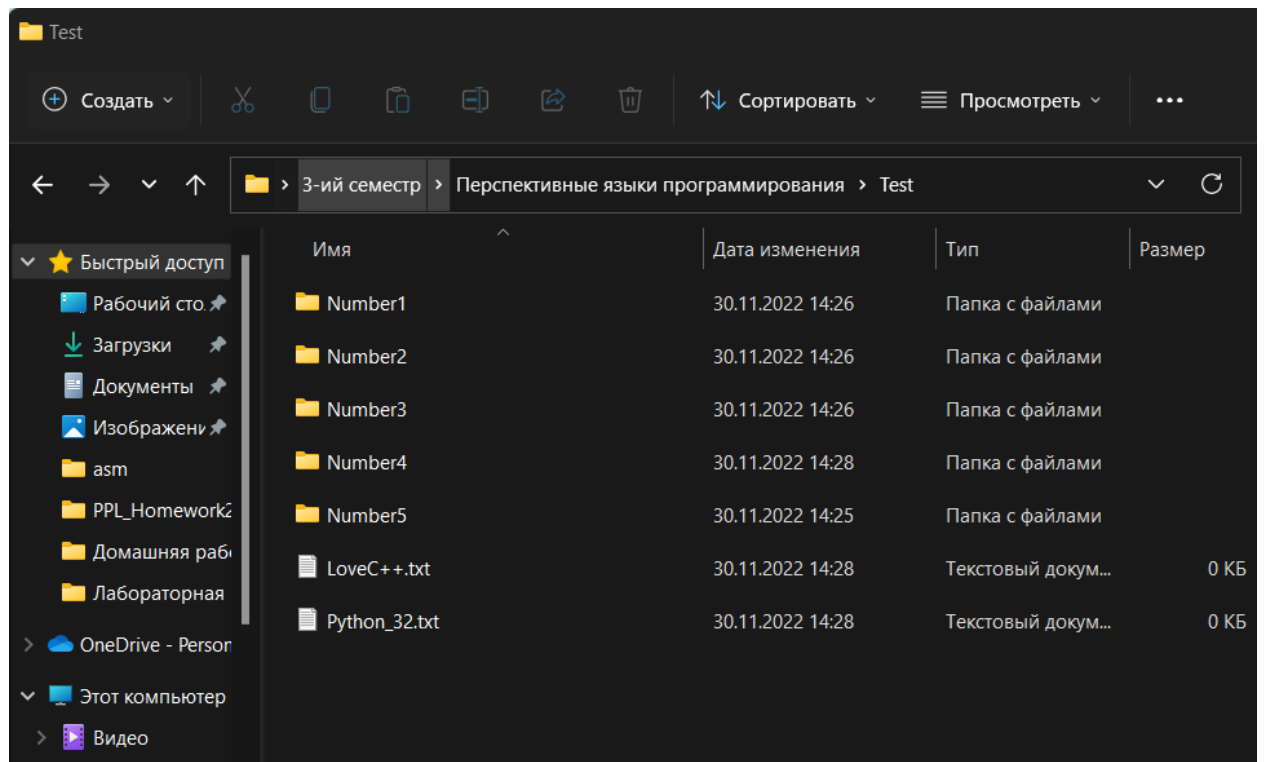 Test
Создать Сортировать Просмотреть
3-ий семестр Перспективные языки программирования Test
Имя Дата изменения Тип Размер
Быстрый доступ
Рабочий сто.
Загрузки
Документы
Изображени
asm
PPL_Homework2
Домашняя рабо
Лабораторная
OneDrive - Person
Этот компьютер
Видео
Number1 30.11.2022 14:26 Папка с файлами
Number2 30.11.2022 14:26 Папка с файлами
Number3 30.11.2022 14:26 Папка с файлами
Number4 30.11.2022 14:28 Папка с файлами
Number5 30.11.2022 14:25 Папка с файлами
LoveC++.txt 30.11.2022 14:28 Текстовый докум... 0 КБ
Python_32.txt 30.11.2022 14:28 Текстовый докум... 0 КБ